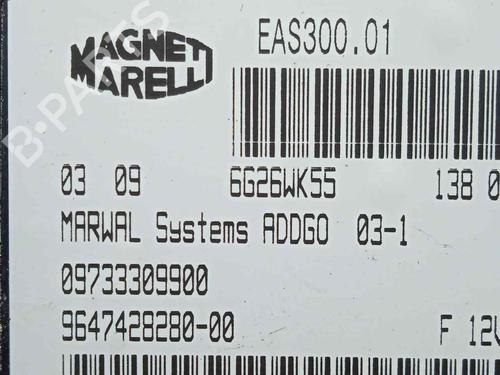 MAGNETI
MARELLI
EAS300.01
03 09 6G26WK55 138 0
MARWAL Systems ADDGO 03-1
09733309900
9647428280-00 F 12V
B-PARTS